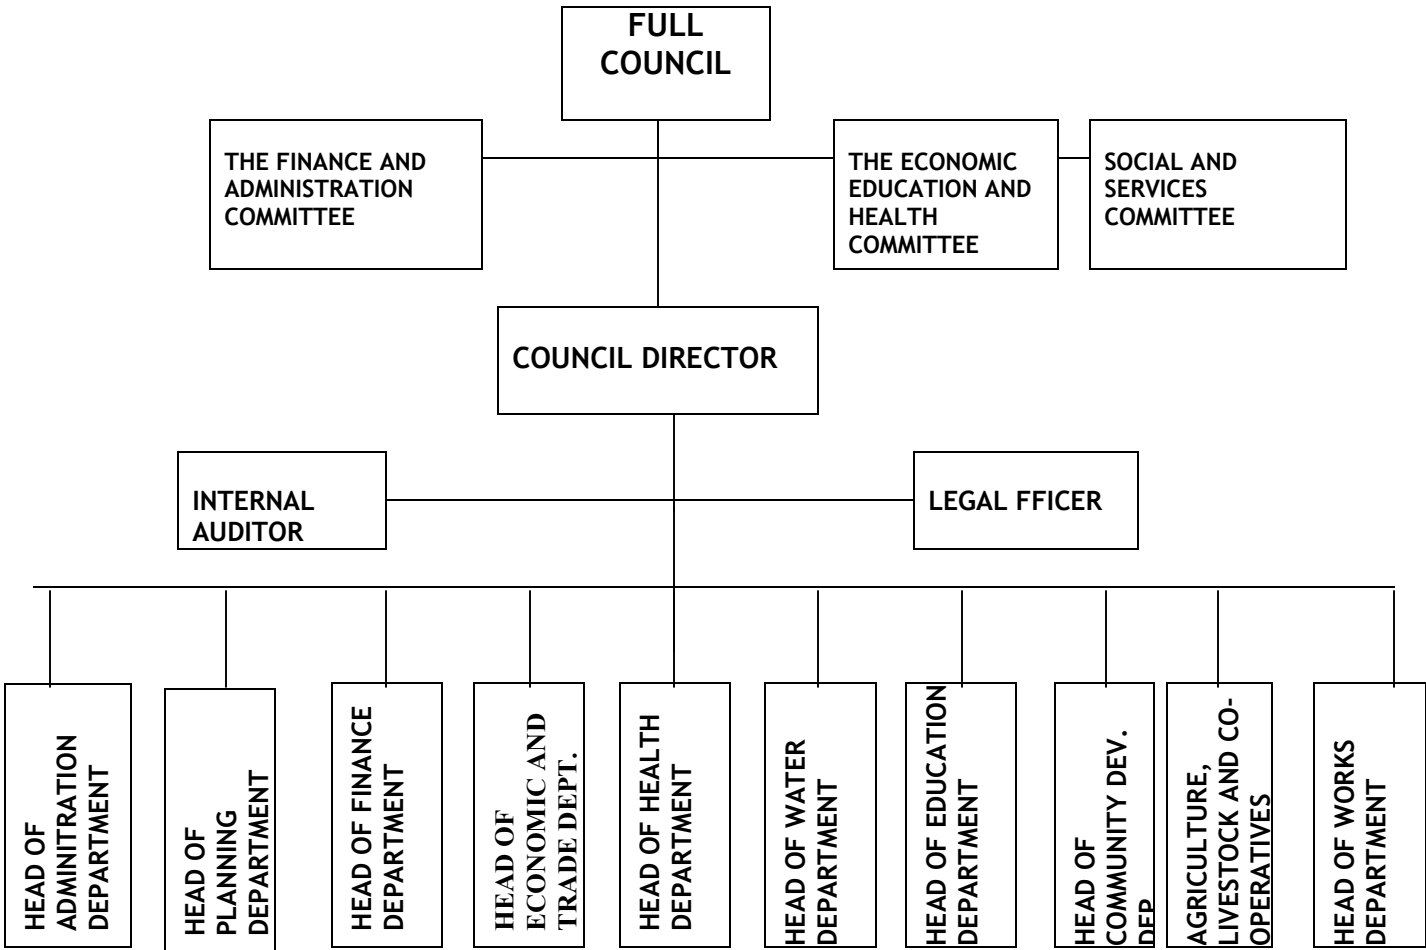 FULL
COUNCIL
THE FINANCE AND
ADMINISTRATION
COMMITTEE
THE ECONOMIC
EDUCATION AND
HEALTH
COMMITTEE
SOCIAL AND
SERVICES
COMMITTEE
COUNCIL DIRECTOR
INTERNAL
AUDITOR
LEGAL FFICER
HEAD OF
ADMINITRATION
DEPARTMENT
HEAD OF
PLANNING
DEPARTMENT
HEAD OF FINANCE
DEPARTMENT
HEAD OF
ECONOMIC AND
TRADE DEPT.
HEAD OF HEALTH
DEPARTMENT
HEAD OF WATER
DEPARTMENT
HEAD OF EDUCATION
DEPARTMENT
HEAD OF
COMMUNITY DEV.
DEP
AGRICULTURE,
LIVESTOCK AND CO-
OPERATIVES
HEAD OF WORKS
DEPARTMENT